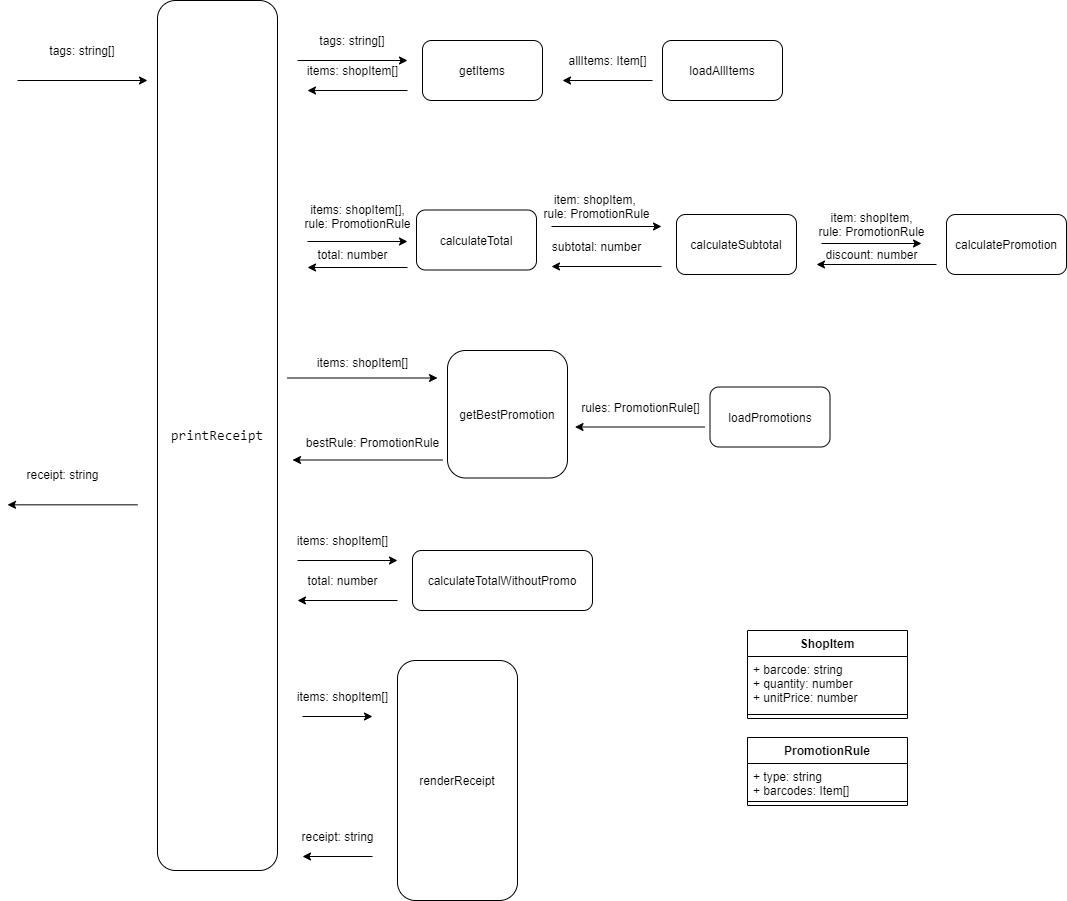 tags: string[]
tags: string[]
items: shopItem[]
getItems
allItems: Item[]
loadAllItems
items: shopItem[],
rule: PromotionRule
total: number
calculateTotal
item: shopItem,
rule: PromotionRule
subtotal: number
calculateSubtotal
item: shopItem,
rule: PromotionRule
discount: number
calculatePromotion
items: shopItem[]
getBestPromotion
rules: PromotionRule[]
loadPromotions
bestRule: PromotionRule
printReceipt
receipt: string
items: shopItem[]
total: number
calculateTotalWithoutPromo
items: shopItem[]
renderReceipt
receipt: string
ShopItem
+ barcode: string
+ quantity: number
+ unitPrice: number
PromotionRule
+ type: string
+ barcodes: Item[]